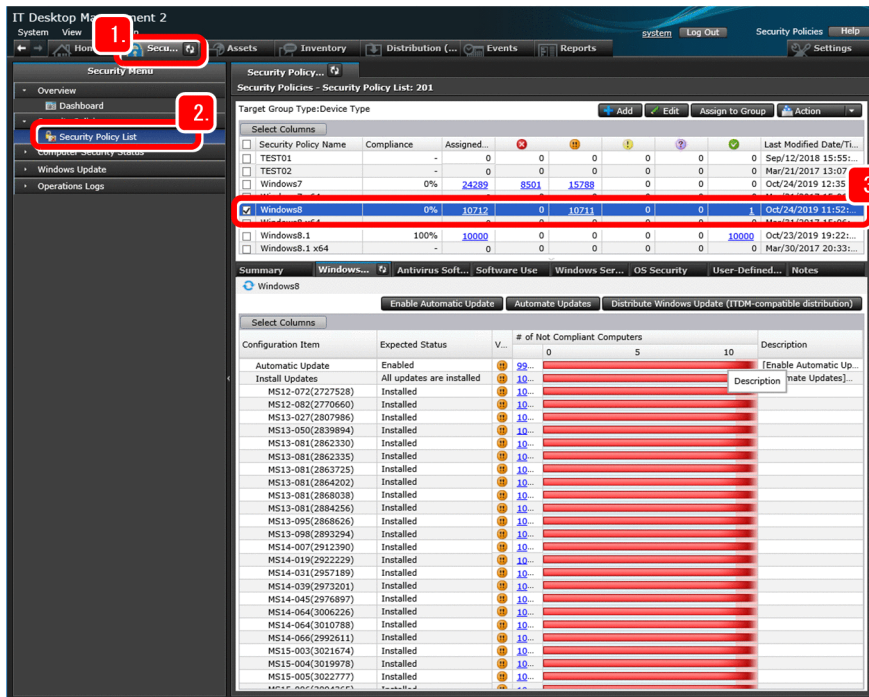 IT Desktop Ma ment 2
System View
system Log Out Security Policies Help
1.
Secu... Assets Inventory Distribution (... Events Reports Settings
Security Menu
Overview
Dashboard
2.
Security Policy List
Computer Security Status
Windows Update
Operations Logs
Security Policy...
Security Policies - Security Policy List: 201
Target Group Type:Device Type
Add Edit Assign to Group Action
Select Columns
Security Policy Name Compliance Assigned... Last Modified Date/Ti...
TEST01 - 0 0 0 0 0 0 Sep/12/2018 15:55:...
TEST02 - 0 0 0 0 0 0 Mar/21/2017 13:07
Windows7 0% 24289 8501 15788 0 0 0 Oct/24/2019 12:35
3
Windows8 0% 10712 0 10711 0 0 1 Oct/24/2019 11:52:...
Windows8.1 100% 10000 0 0 0 0 10000 Oct/23/2019 19:22:...
Windows8.1 x64 - 0 0 0 0 0 0 Mar/30/2017 20:33:...
Summary Windows... Antivirus Soft... Software Use Windows Ser... OS Security User-Defined... Notes
Windows8
Enable Automatic Update Automate Updates Distribute Windows Update (ITDM-compatible distribution)
Select Columns
Configuration Item Expected Status V... # of Not Compliant Computers Description
0 5 10
Automatic Update Enabled 99... [Enable Automatic Up...
Install Updates All updates are installed 10... mate Updates]...
Description
MS12-072(2727528) Installed 10...
MS12-082(2770660) Installed 10...
MS13-027(2807986) Installed 10...
MS13-050(2839894) Installed 10...
MS13-081(2862330) Installed 10...
MS13-081(2862335) Installed 10...
MS13-081(2863725) Installed 10...
MS13-081(2864202) Installed 10...
MS13-081(2868038) Installed 10...
MS13-081(2884256) Installed 10...
MS13-095(2868626) Installed 10...
MS13-098(2893294) Installed 10...
MS14-007(2912390) Installed 10...
MS14-019(2922229) Installed 10...
MS14-031(2957189) Installed 10...
MS14-039(2973201) Installed 10...
MS14-045(2976897) Installed 10...
MS14-064(3006226) Installed 10...
MS14-064(3010788) Installed 10...
MS14-066(2992611) Installed 10...
MS15-003(3021674) Installed 10...
MS15-004(3019978) Installed 10...
MS15-005(3022777) Installed 10...